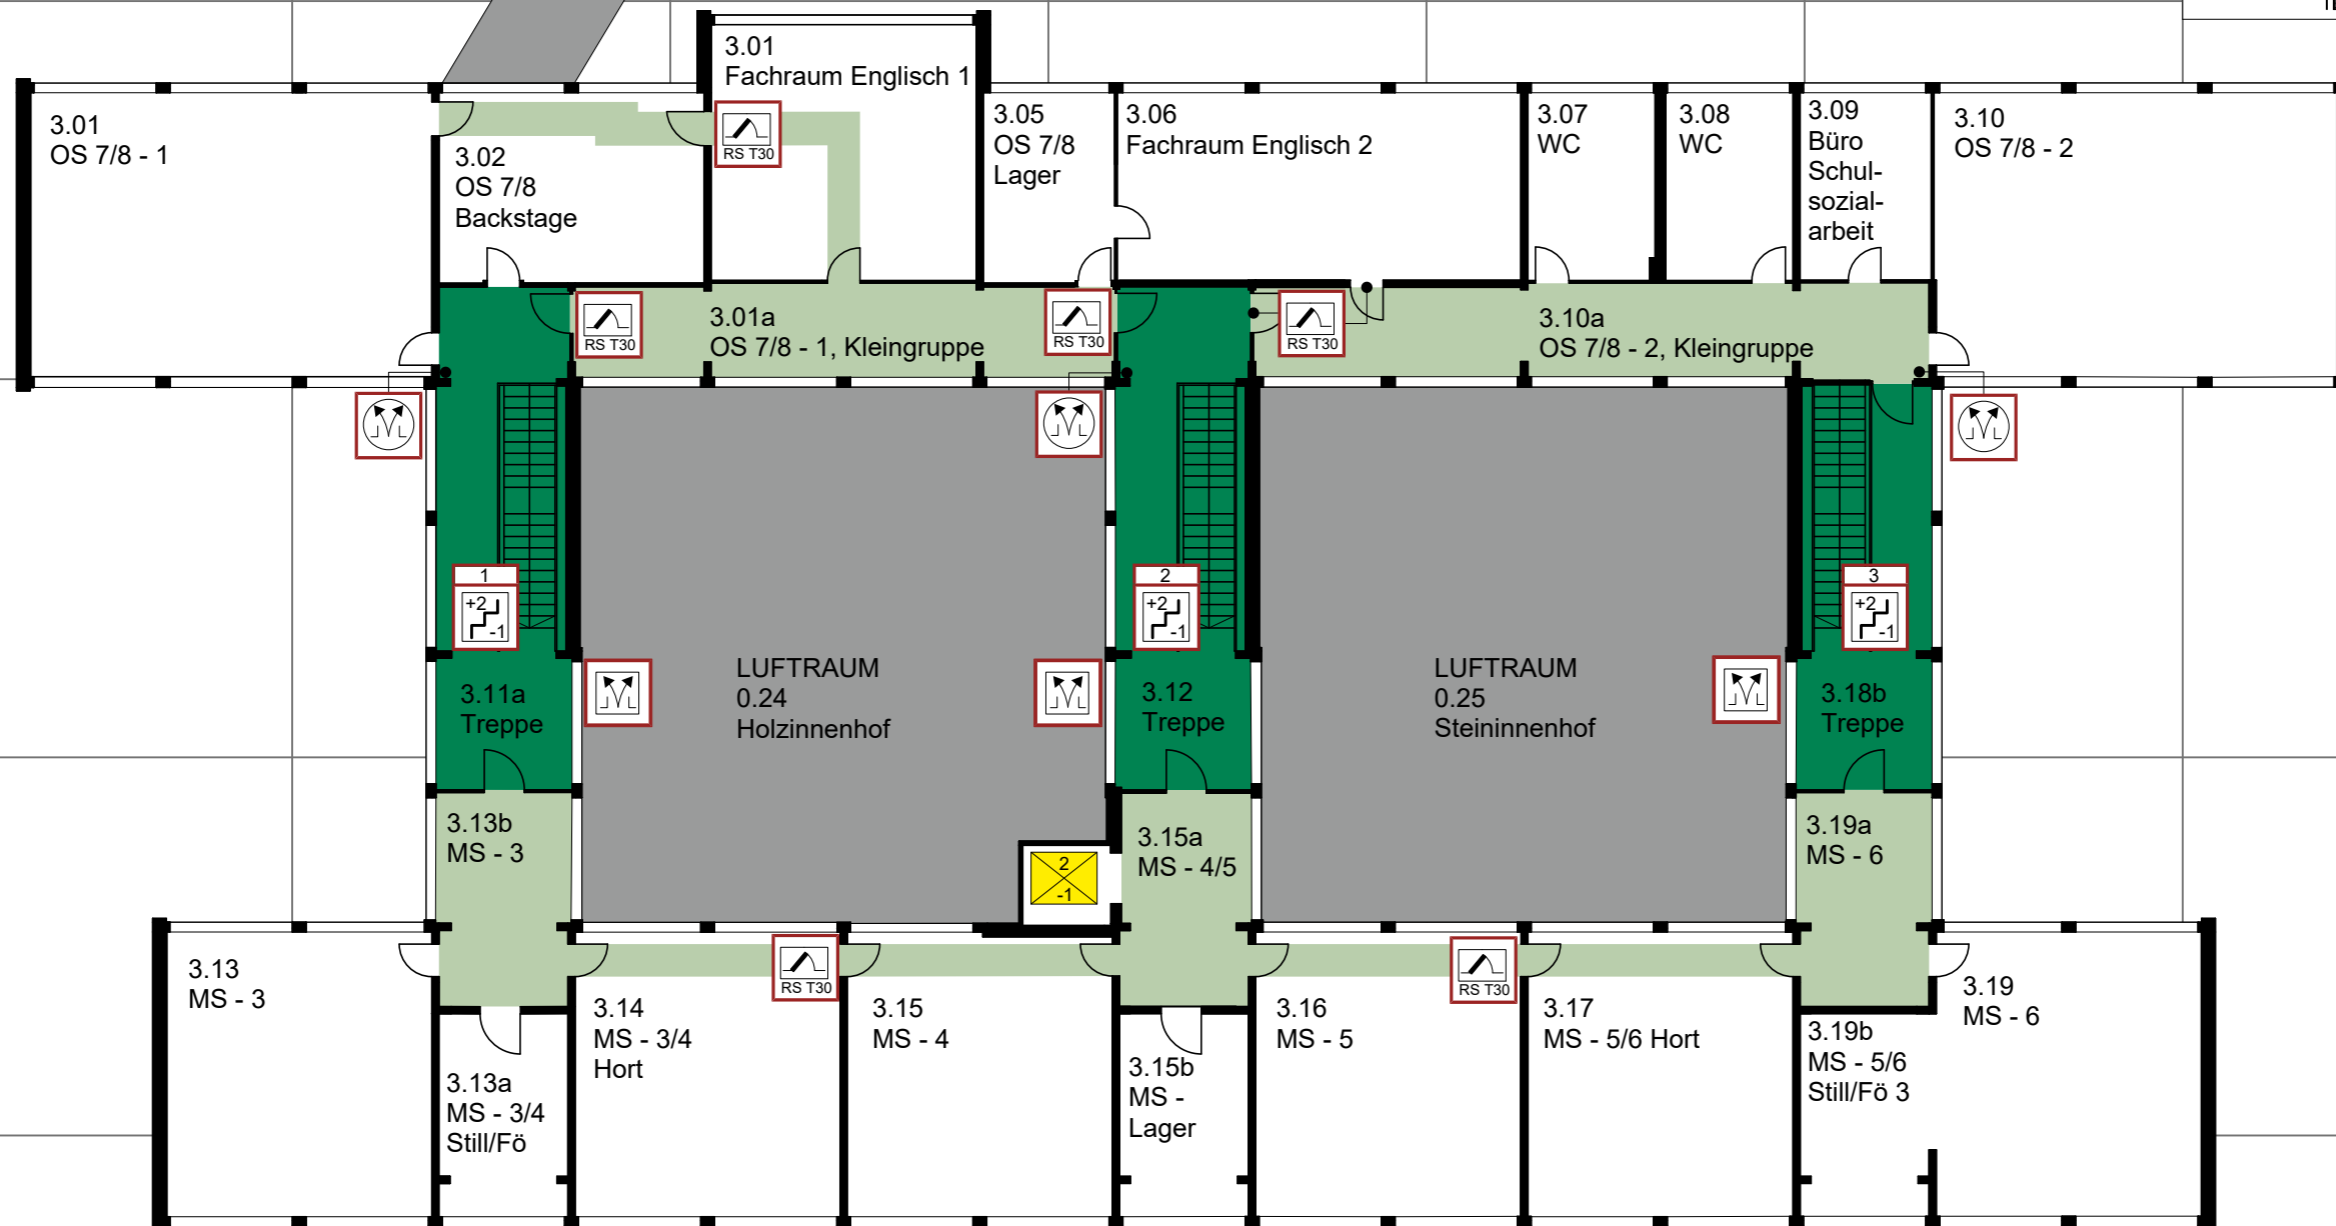 3.01
Fachraum Englisch 1
3.01
OS 7/8 - 1
3.02
OS 7/8
Backstage
RS T30
3.05
OS 7/8
Lager
3.06
Fachraum Englisch 2
3.07
WC
3.08
WC
3.09
Büro
Schul-
sozial-
arbeit
3.10
OS 7/8 - 2
RS T30
3.01a
OS 7/8 - 1, Kleingruppe
RS T30
RS T30
3.10a
OS 7/8 - 2, Kleingruppe
1
+2
-1
2
+2
-1
3
+2
-1
3.11a
Treppe
LUFTRAUM
0.24
Holzinnenhof
3.12
Treppe
LUFTRAUM
0.25
Steininnenhof
3.18b
Treppe
3.13b
MS - 3
2
-1
3.15a
MS - 4/5
3.19a
MS - 6
3.13
MS - 3
RS T30
RS T30
3.14
MS - 3/4
Hort
3.15
MS - 4
3.16
MS - 5
3.17
MS - 5/6 Hort
3.19
MS - 6
3.13a
MS - 3/4
Still/Fö
3.15b
MS -
Lager
3.19b
MS - 5/6
Still/Fö 3